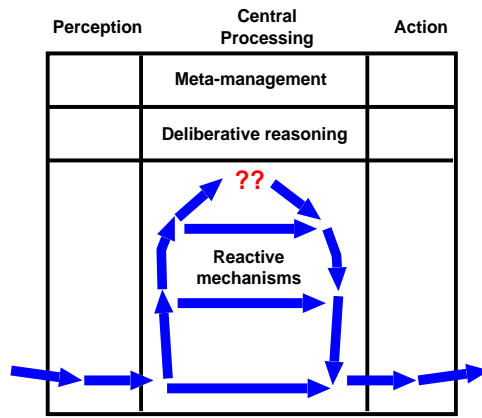 Perception
Central
Processing
Action
Meta-management
Deliberative reasoning
??
Reactive
mechanisms